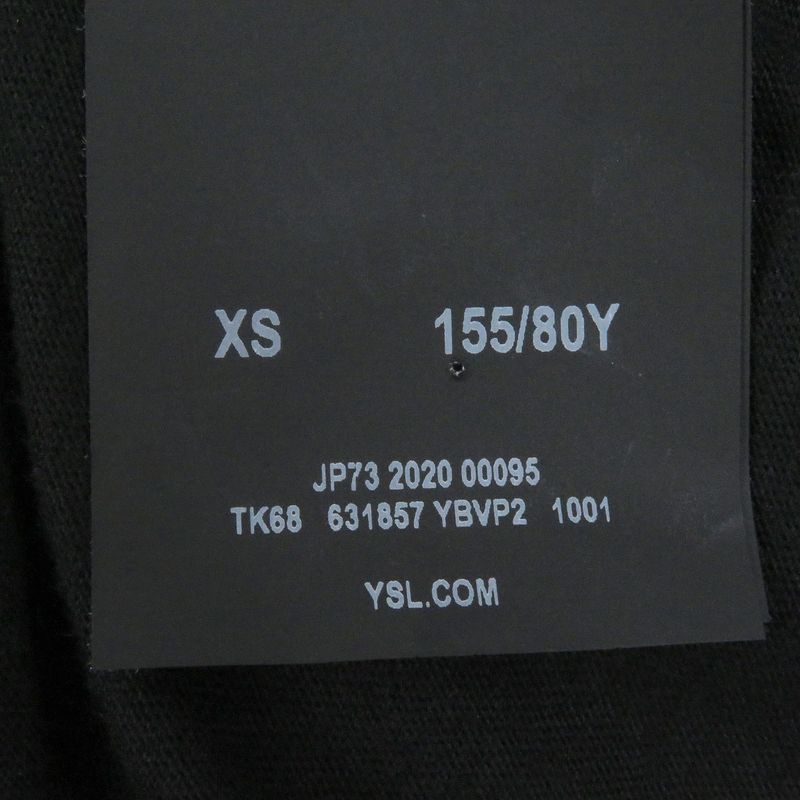 XS 155/80Y
JP73 2020 00095
TK68 631857 YBVP2 1001
YSL.COM